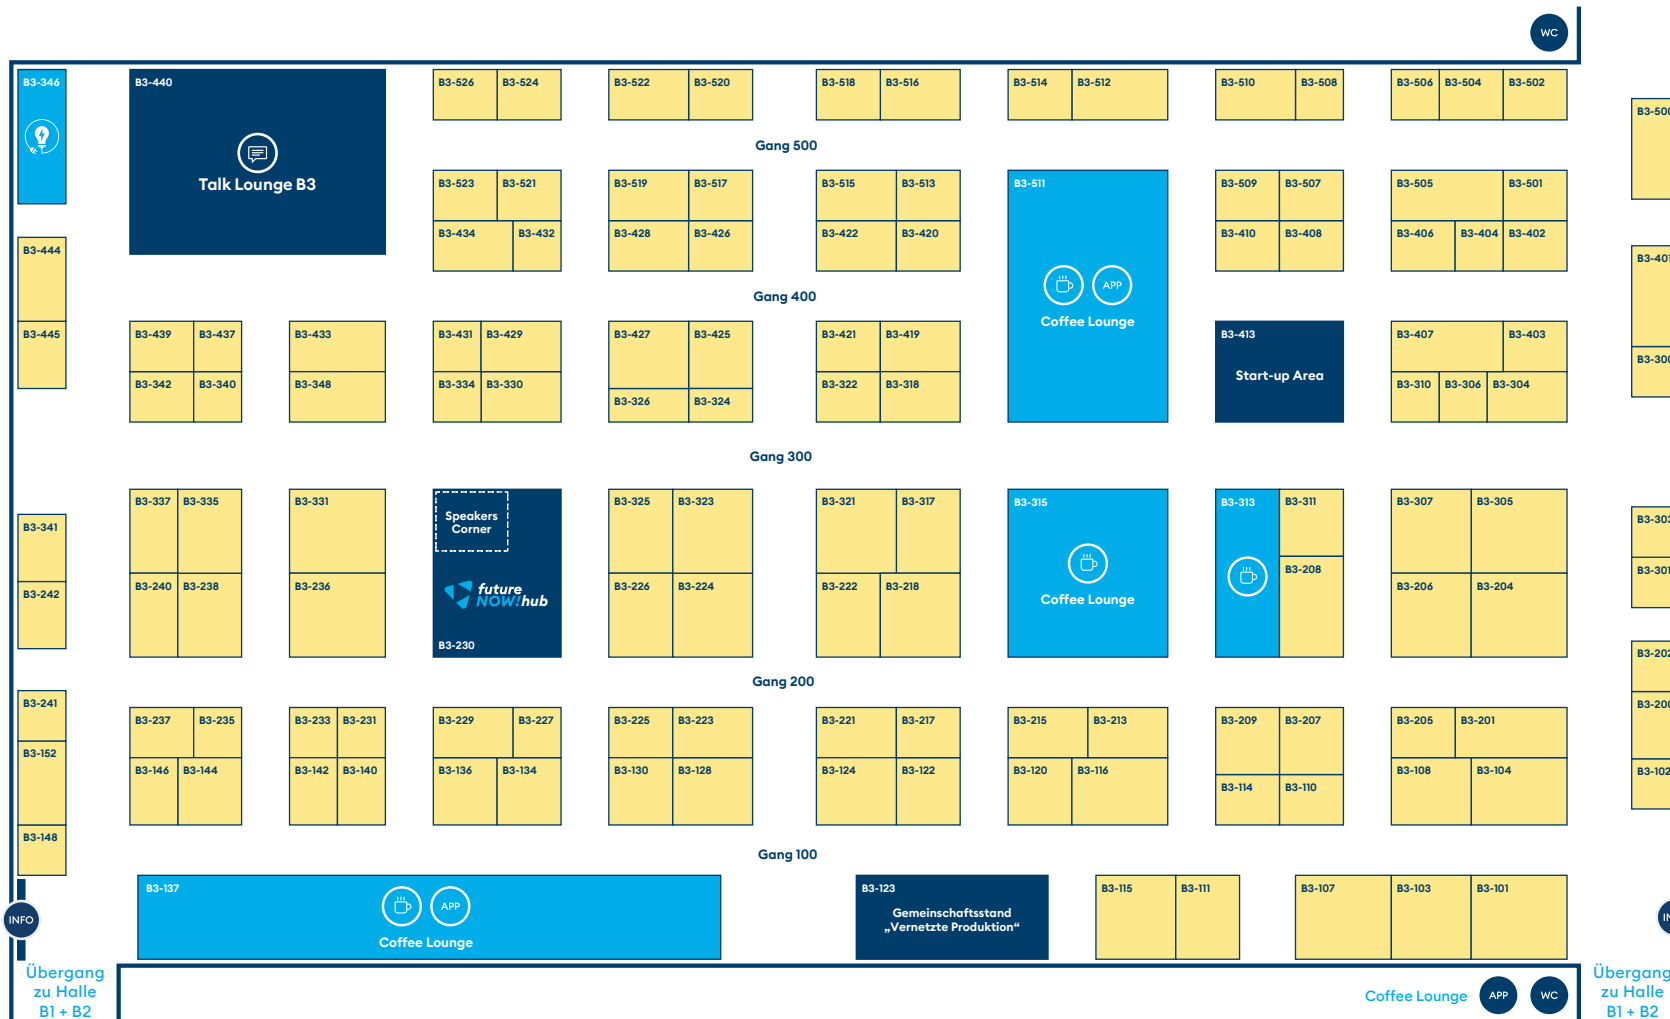 WC
B3-346
B3-440
B3-526 B3-524
B3-522 B3-520
B3-518 B3-516
B3-514 B3-512
B3-510 B3-508
B3-506 B3-504 B3-502
B3-500
Talk Lounge B3
Gang 500
B3-523 B3-521
B3-519 B3-517
B3-515 B3-513
B3-511
B3-509 B3-507
B3-505 B3-501
B3-434 B3-432
B3-428 B3-426
B3-422 B3-420
B3-410 B3-408
B3-406 B3-404 B3-402
B3-444
B3-401
APP
Coffee Lounge
Gang 400
B3-445
B3-439 B3-437
B3-433
B3-431 B3-429
B3-427 B3-425
B3-421 B3-419
B3-413
Start-up Area
B3-407 B3-403
B3-300
B3-342 B3-340
B3-348
B3-334 B3-330
B3-326 B3-324
B3-322 B3-318
B3-310 B3-306 B3-304
Gang 300
B3-341
B3-337 B3-335
B3-331
Speakers
Corner
future
NOW!hub
B3-230
B3-325 B3-323
B3-321 B3-317
B3-315
Coffee Lounge
B3-313
B3-311
B3-307 B3-305
B3-303
B3-301
B3-242
B3-240 B3-238
B3-236
B3-226 B3-224
B3-222 B3-218
B3-208
B3-206 B3-204
B3-202
Gang 200
B3-241
B3-237 B3-235
B3-233 B3-231
B3-229 B3-227
B3-225 B3-223
B3-221 B3-217
B3-215 B3-213
B3-209 B3-207
B3-205 B3-201
B3-200
B3-152
B3-146 B3-144
B3-142 B3-140
B3-136 B3-134
B3-130 B3-128
B3-124 B3-122
B3-120 B3-116
B3-114 B3-110
B3-108 B3-104
B3-102
B3-148
Gang 100
B3-137
APP
Coffee Lounge
B3-123
Gemeinschaftsstand
„Vernetzte Produktion“
B3-115 B3-111
B3-107 B3-103 B3-101
INFO
Übergang
zu Halle
B1 + B2
Coffee Lounge APP WC
Übergang
zu Halle
B1 + B2